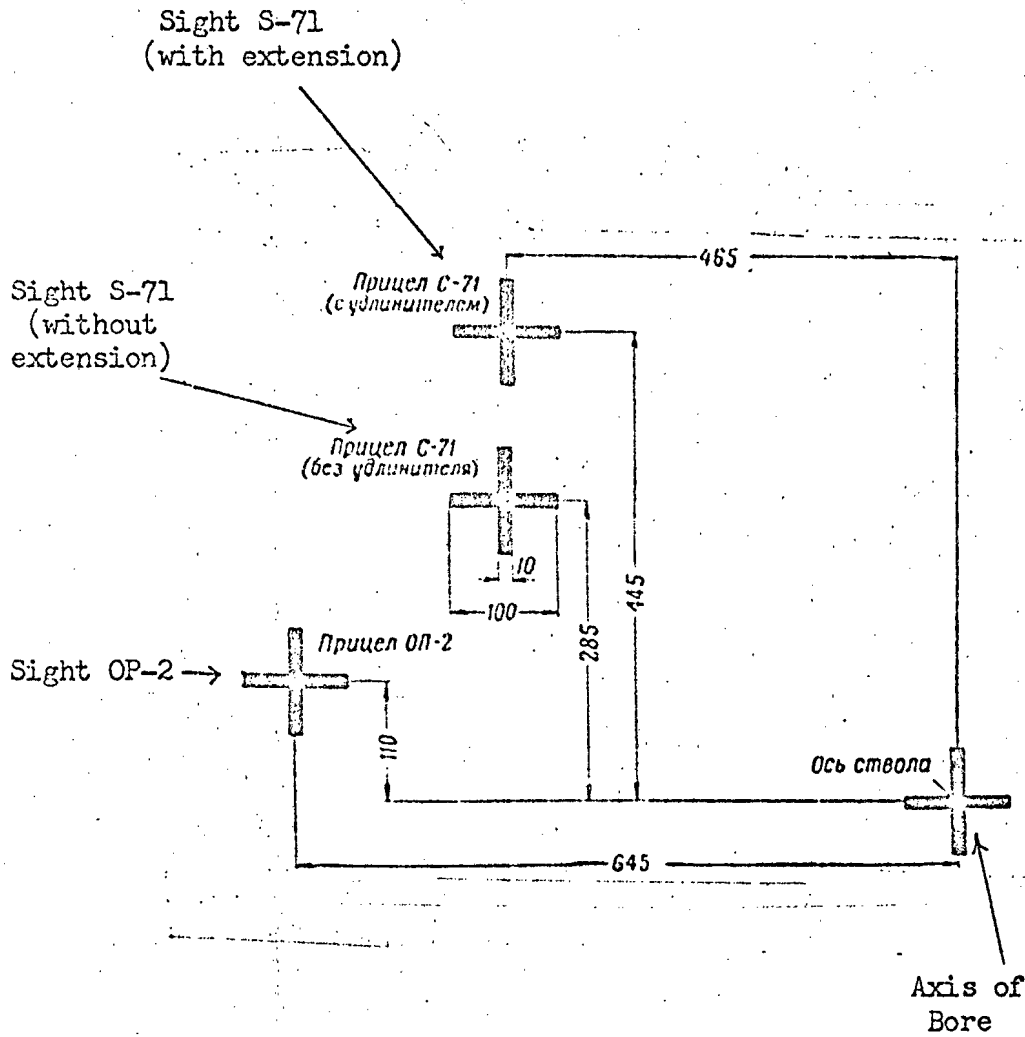 Sight S-71
(with extension)
465
Прицел С-71
(с удлинителем)
Sight S-71
(without
extension)
Прицел С-71
(без удлинителя)
10
100
445
285
Прицел ОП-2
Sight OP-2
110
Ось ствола
645
Axis of
Bore